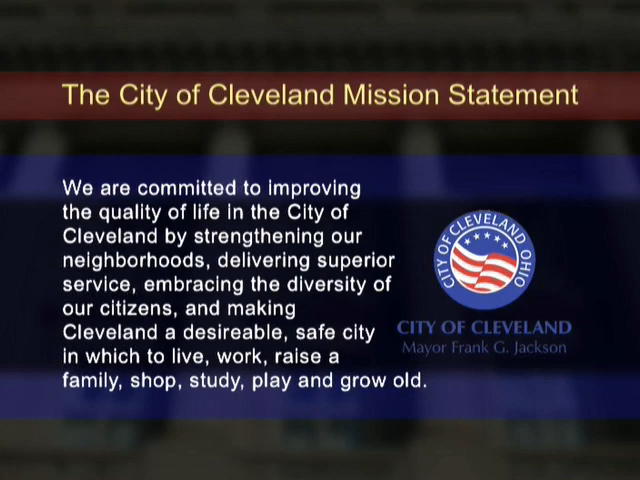 The City of Cleveland Mission Statement
We are committed to improving
the quality of life in the City of
Cleveland by strengthening our
neighborhoods, delivering superior
service, embracing the diversity of
our citizens, and making
Cleveland a desireable, safe city
in which to live, work, raise a
family, shop, study, play and grow old.
CITY OF CLEVELAND OHIO
CITY OF CLEVELAND
Mayor Frank G. Jackson